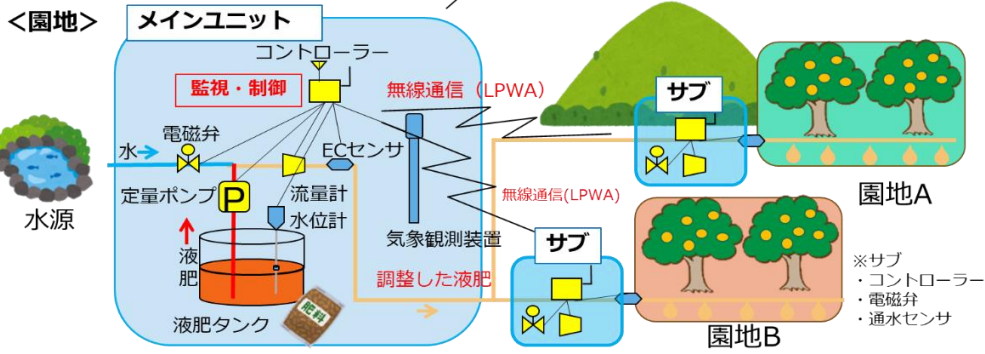 <園地>
メインユニット
コントローラー
監視・制御
無線通信（LPWA）
サブ
電磁弁
水→
ECセンサ
定量ポンプ
P
流量計
水位計
水源
無線通信(LPWA)
園地A
気象観測装置
サブ
液肥
調整した液肥
肥料
液肥タンク
※サブ
・コントローラー
・電磁弁
・通水センサ
園地B